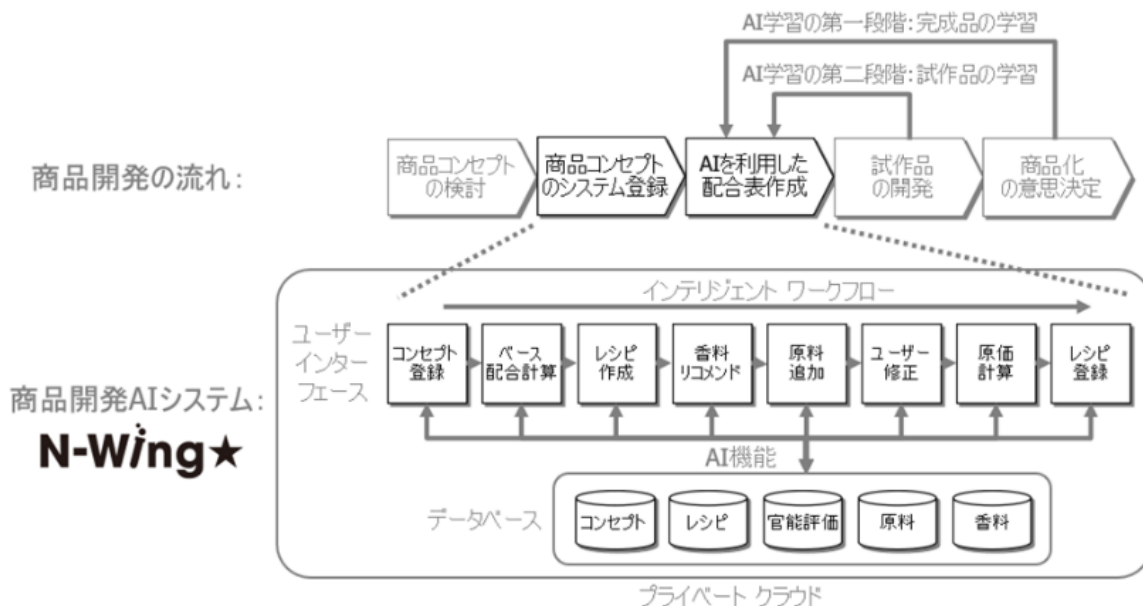 AI学習の第一段階:完成品の学習
AI学習の第二段階:試作品の学習
商品開発の流れ:
商品コンセプト
の検討
商品コンセプト
のシステム登録
AIを利用した
配合表作成
試作品
の開発
商品化
の意思決定
インテリジェント ワークフロー
ユーザー
インター
フェース
コンセプト
登録
ベース
配合計算
レシピ
作成
香料
リコメンド
原料
追加
ユーザー
修正
原価
計算
レシピ
登録
商品開発AIシステム:
N-Wing★
AI機能
データベース
コンセプト
レシピ
官能評価
原料
香料
プライベート クラウド